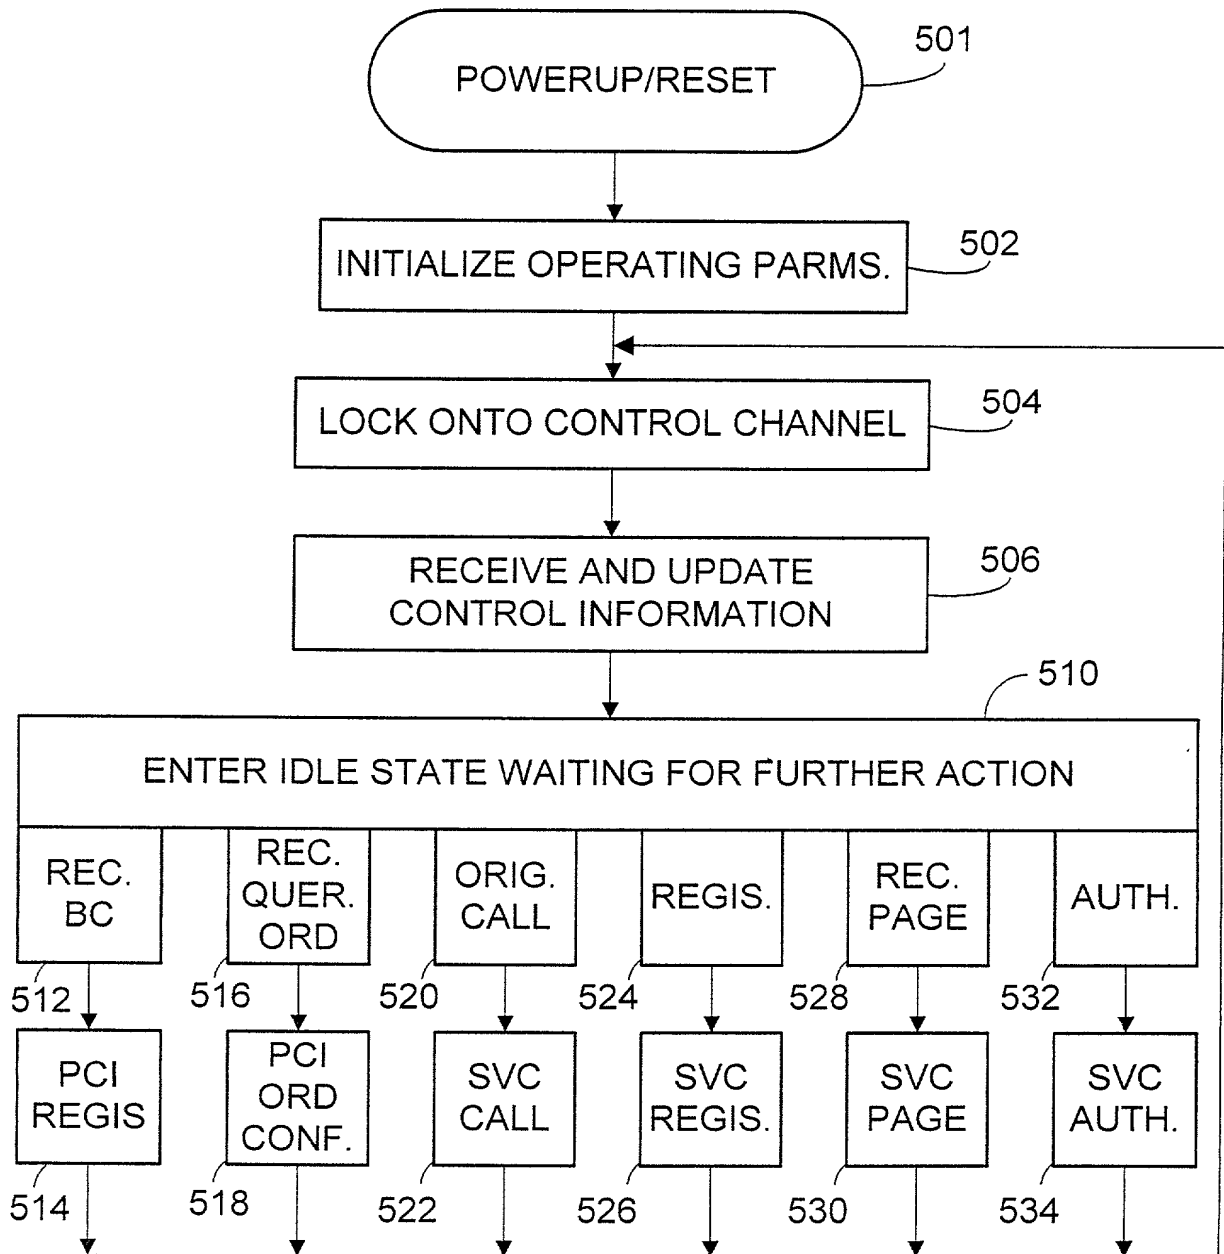 501
POWERUP/RESET
502
INITIALIZE OPERATING PARMS.
504
LOCK ONTO CONTROL CHANNEL
506
RECEIVE AND UPDATE
CONTROL INFORMATION
510
ENTER IDLE STATE WAITING FOR FURTHER ACTION
REC.
BC
REC.
QUER.
ORD
ORIG.
CALL
REGIS.
REC.
PAGE
AUTH.
512
516
520
524
528
532
PCI
REGIS
PCI
ORD
CONF.
SVC
CALL
SVC
REGIS.
SVC
PAGE
SVC
AUTH.
514
518
522
526
530
534